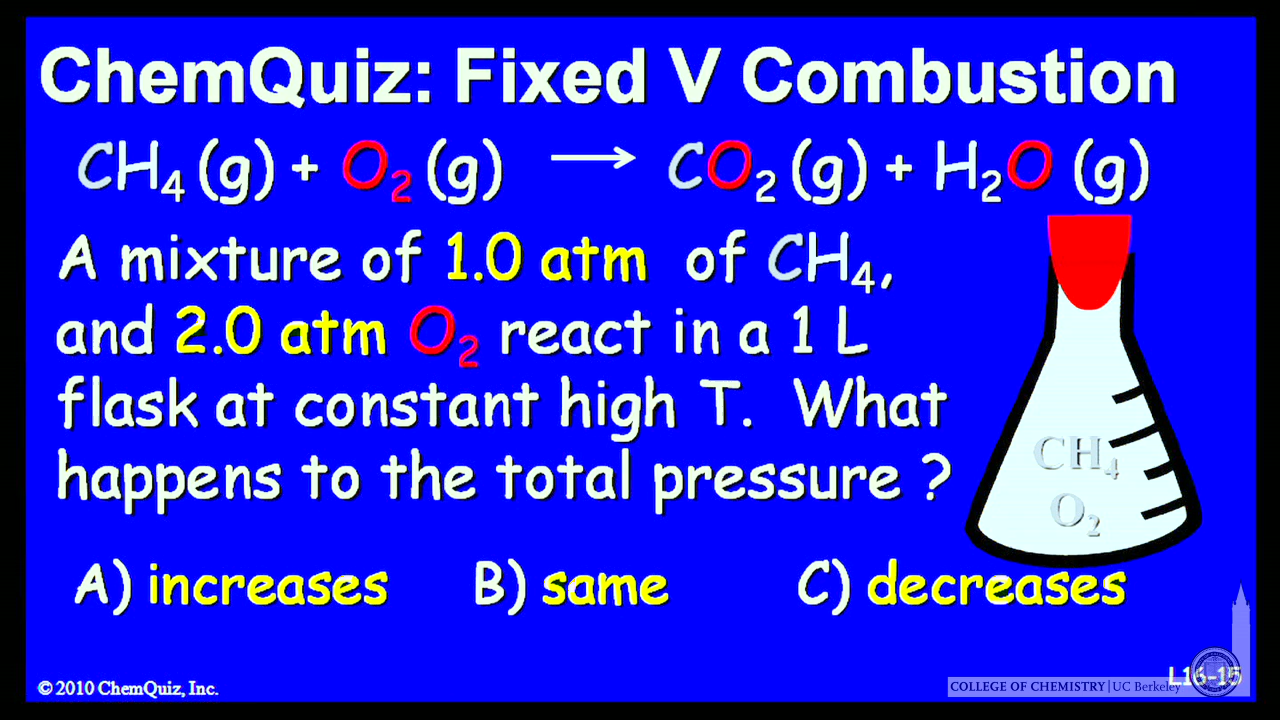 ChemQuiz: Fixed V Combustion
CH₄ (g) + O₂ (g) → CO₂ (g) + H₂O (g)
A mixture of 1.0 atm of CH₄,
and 2.0 atm O₂ react in a 1 L
flask at constant high T. What
happens to the total pressure ?
CH₄
O₂
A) increases B) same C) decreases
© 2010 ChemQuiz, Inc.
L16-15
COLLEGE OF CHEMISTRY | UC Berkeley